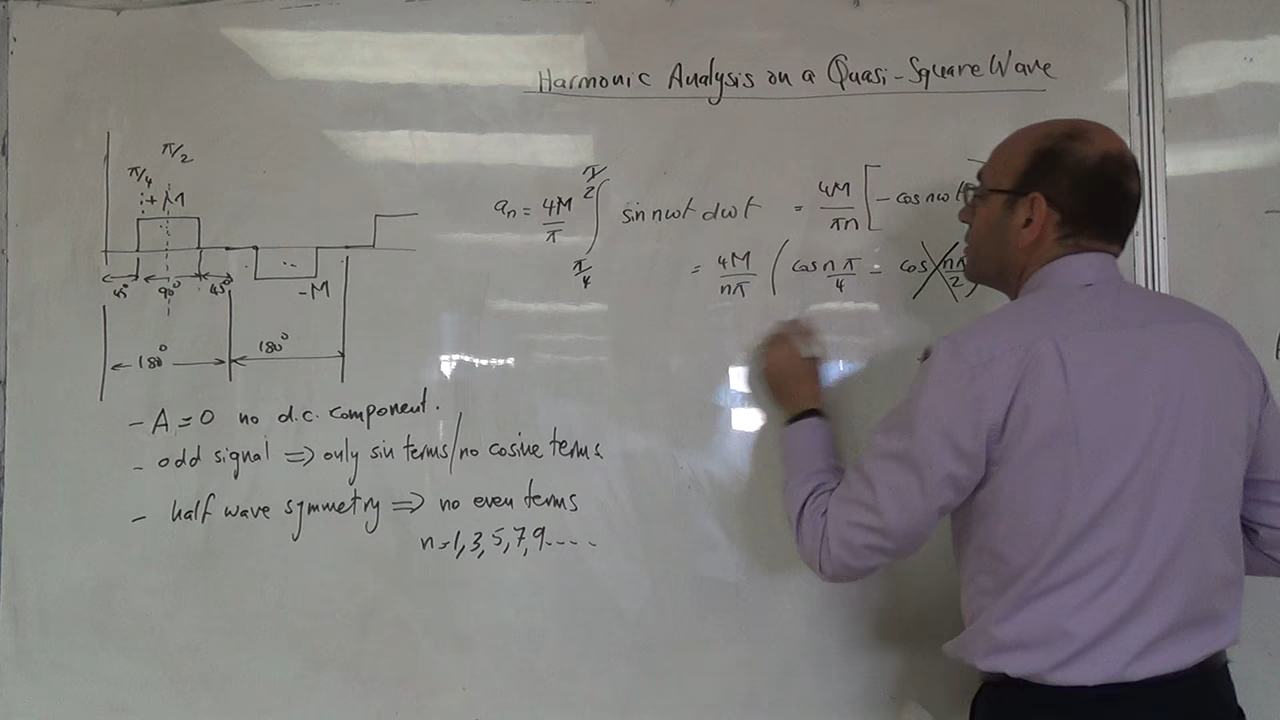 Harmonic Analysis on a Quasi-Square Wave
π/2
π/4
+M
-M
45° 90° 45°
180° 180°
aₙ = 4M/π ∫ π/4 π/2 sin nωt dωt = 4M/πn [ - cos nωt
= 4M/nπ ( cos nπ/4 - cos nπ/2 )
- A = 0 no d.c. component.
- odd signal ⇒ only sin terms/no cosine terms
- half wave symmetry ⇒ no even terms
n=1,3,5,7,9.....